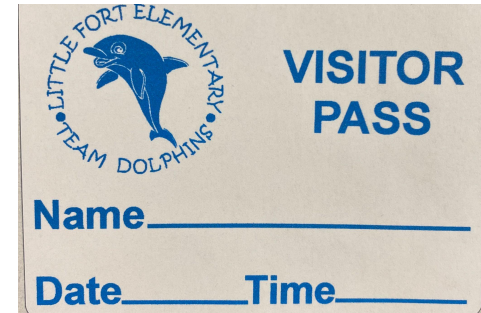 LITTLE FORT ELEMENTARY
TEAM DOLPHINS
VISITOR
PASS
Name
Date Time